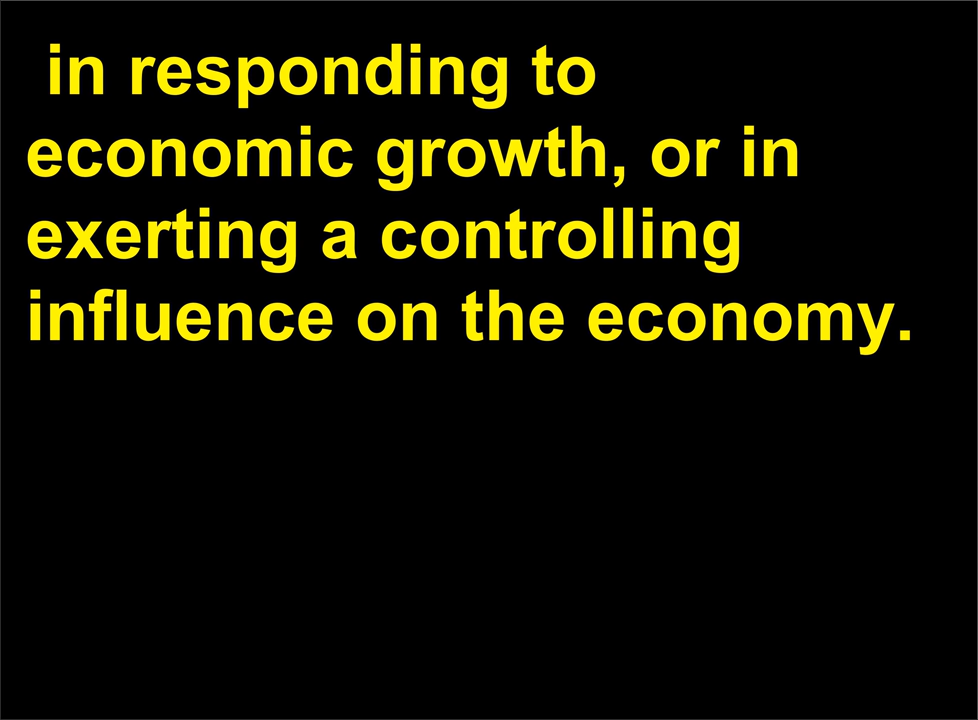 in responding to
economic growth, or in
exerting a controlling
influence on the economy.